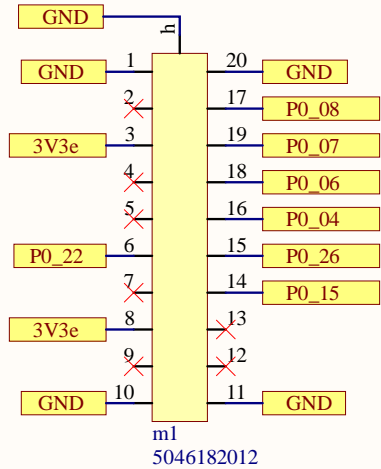 GND
h
GND 1 20 GND
2 17 P0_08
3V3e 3 19 P0_07
4 18 P0_06
5 16 P0_04
P0_22 6 15 P0_26
7 14 P0_15
3V3e 8 13
9 12
GND 10 11 GND
m1
5046182012